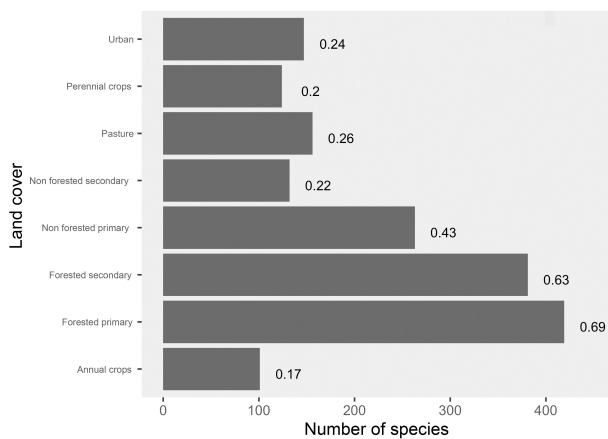 Urban
0.24
Perennial crops
0.2
Pasture
0.26
Non forested secondary
0.22
Non forested primary
0.43
Forested secondary
0.63
Forested primary
0.69
Annual crops
0.17
Land cover
0 100 200 300 400
Number of species